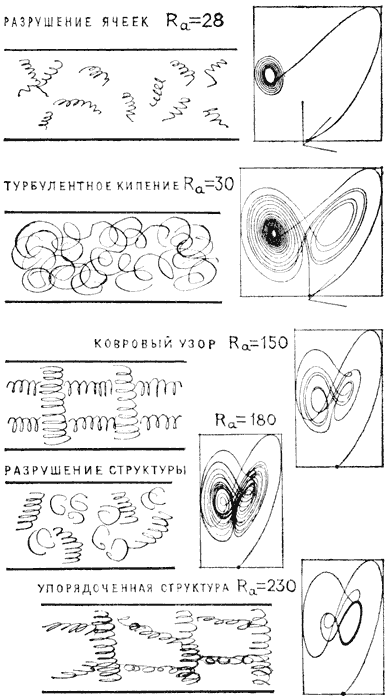 РАЗРУШЕНИЕ ЯЧЕЕК Ra=28
ТУРБУЛЕНТНОЕ КИПЕНИЕ Ra=30
КОВРОВЫЙ УЗОР Ra=150
Ra=180
РАЗРУШЕНИЕ СТРУКТУРЫ
УПОРЯДОЧЕННАЯ СТРУКТУРА Ra=230